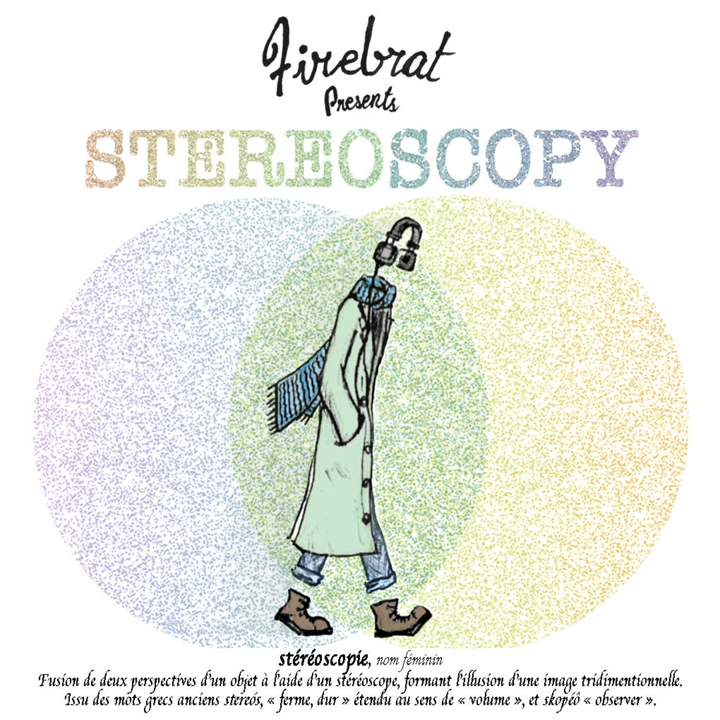 Firebrat
Presents
STEREOSCOPY
stéréoscopie, nom féminin
Fusion de deux perspectives d'un objet à l'aide d'un stéréoscope, formant l'illusion d'une image tridimentionnelle.
Issu des mots grecs anciens stereós, « ferme, dur » étendu au sens de « volume », et skopéô « observer ».